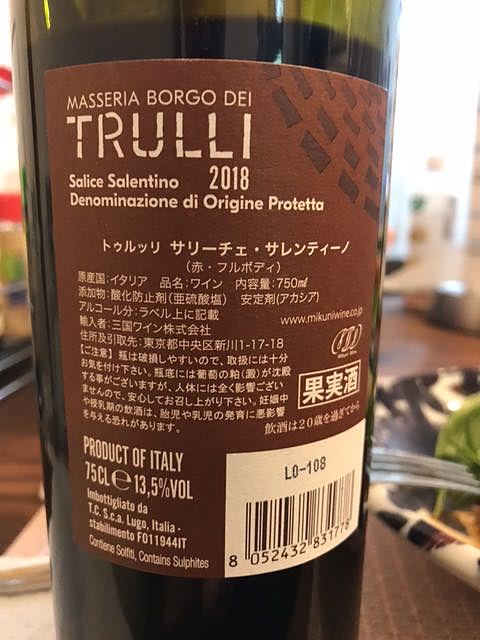 MASSERIA BORGO DEI
TRULLI
Salice Salentino 2018
Denominazione di Origine Protetta
トゥルッリ サリーチェ・サレンティーノ
（赤・フルボディ）
原産国:イタリア 品名:ワイン 内容量:750㎖
添加物:酸化防止剤(亜硫酸塩) 安定剤(アカシア)
アルコール分:ラベル上に記載
www.mikuniwine.co.jp
輸入者:三国ワイン株式会社
住所及引取先:東京都中央区新川1-17-18
【ご注意】瓶は破損しやすいので、取扱には十分
お気を付け下さい。瓶底には葡萄の粕(澱)が沈殿
する事がございますが、人体には全く影響ござい
ませんので、安心してお召し上がり下さい。妊娠中
や授乳期の飲酒は、胎児や乳児の発育に悪影響
を与える恐れがあります。
Mikuni Wine
果実酒
飲酒は20歳を過ぎてから
PRODUCT OF ITALY
75CL ℮ 13,5%VOL
Imbottigliato da
T.C. S.c.a. Lugo, Italia -
stabilimento FO11944IT
Contiene Solfiti, Contains Sulphites
LO-108
8 052432 831778